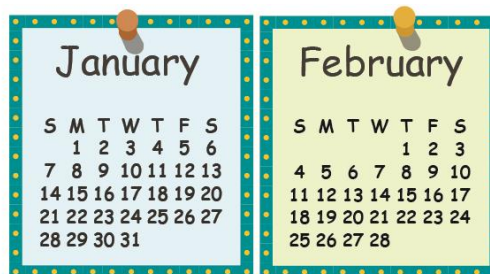 January
S M T W T F S
1 2 3 4 5 6
7 8 9 10 11 12 13
14 15 16 17 18 19 20
21 22 23 24 25 26 27
28 29 30 31
February
S M T W T F S
1 2 3
4 5 6 7 8 9 10
11 12 13 14 15 16 17
18 19 20 21 22 23 24
25 26 27 28